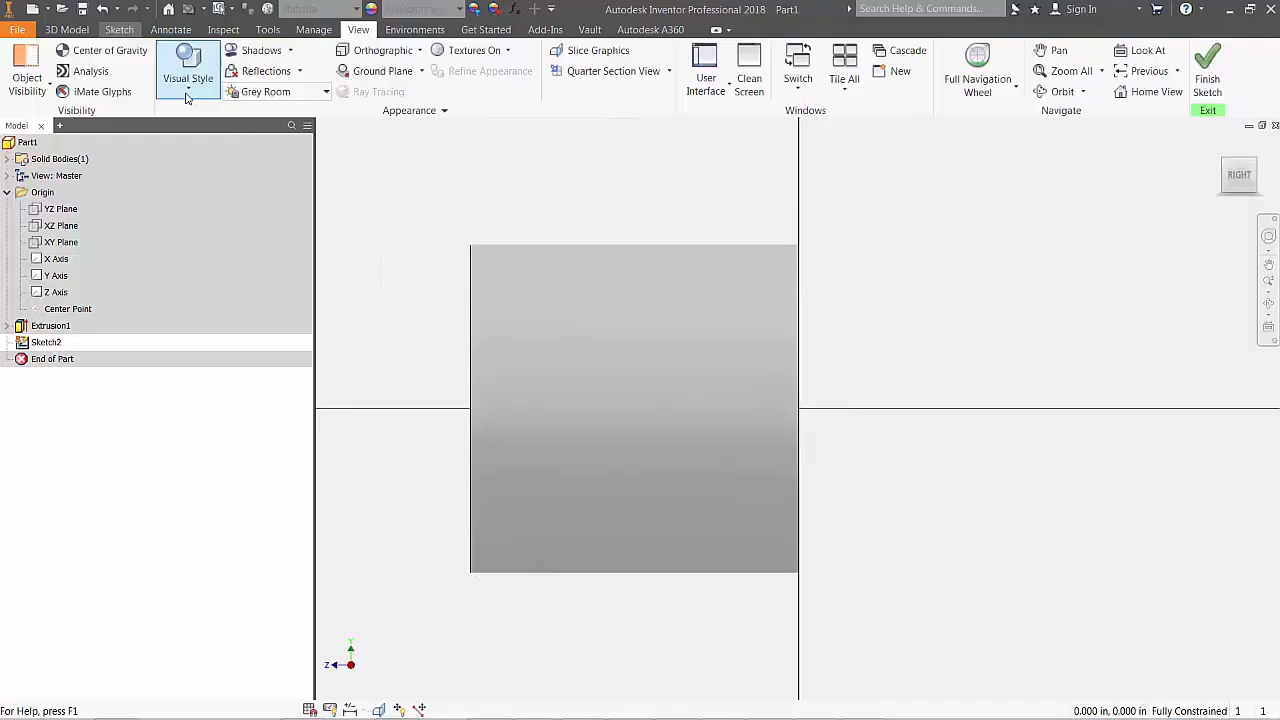 Material
Appearance
Autodesk Inventor Professional 2018
Part1
Search Help & Commands...
Sign In
PRO
File
3D Model
Sketch
Annotate
Inspect
Tools
Manage
View
Environments
Get Started
Add-Ins
Vault
Autodesk A360
Object Visibility
Center of Gravity
Analysis
iMate Glyphs
Visibility
Visual Style
Shadows
Reflections
Grey Room
Orthographic
Ground Plane
Ray Tracing
Textures On
Refine Appearance
Appearance
Slice Graphics
Quarter Section View
User Interface
Clean Screen
Switch
Tile All
Cascade
New
Windows
Full Navigation Wheel
Pan
Zoom All
Orbit
Look At
Previous
Home View
Navigate
Finish Sketch
Exit
Model
Part1
Solid Bodies(1)
View: Master
Origin
YZ Plane
XZ Plane
XY Plane
X Axis
Y Axis
Z Axis
Center Point
Extrusion1
Sketch2
End of Part
RIGHT
Y
Z
For Help, press F1
0.000 in, 0.000 in
Fully Constrained
1
1